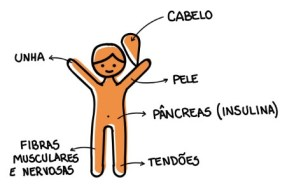 CABELO
UNHA
PELE
PÂNCREAS (INSULINA)
FIBRAS
MUSCULARES
E NERVOSAS
TENDÕES